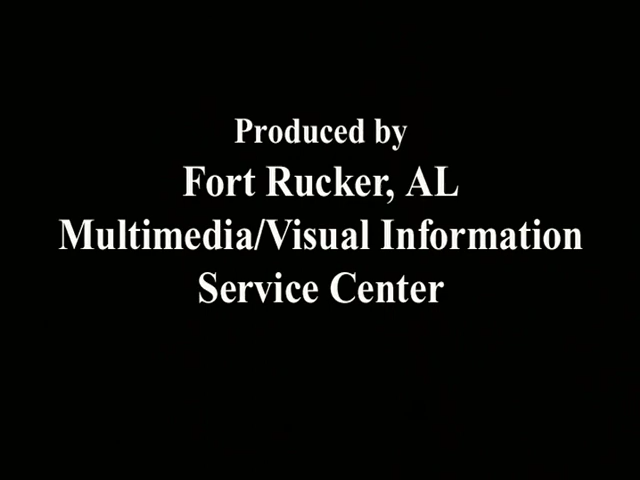 Produced by
Fort Rucker, AL
Multimedia/Visual Information
Service Center